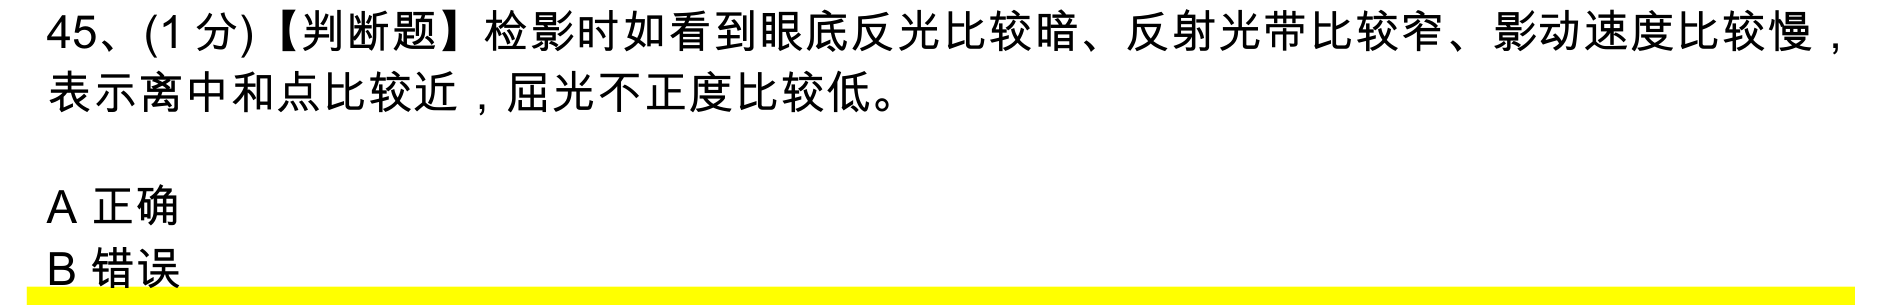 45、(1 分)【判断题】检影时如看到眼底反光比较暗、反射光带比较窄、影动速度比较慢，
表示离中和点比较近，屈光不正度比较低。
A 正确
B 错误